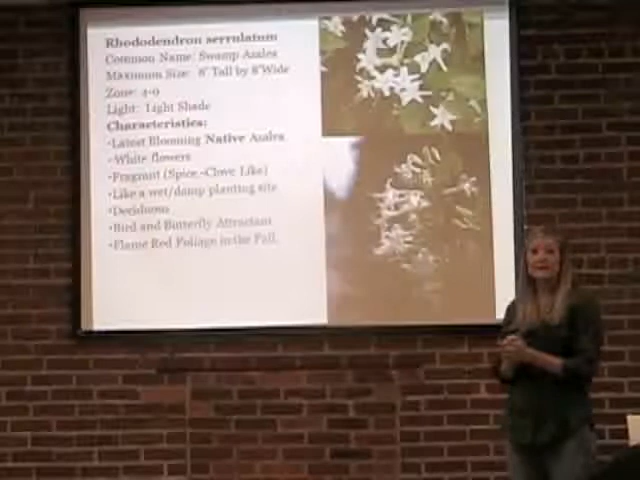 Rhododendron serrulatum
Common Name: Swamp Azalea
Maximum Size: 8' Tall by 8'Wide
Zone: 4-9
Light: Light Shade
Characteristics:
•Latest Blooming Native Azalea
•White flowers
•Fragrant (Spice -Clove Like)
•Like a wet/damp planting site
•Deciduous
•Bird and Butterfly Attractant
•Flame Red Foliage in the Fall.